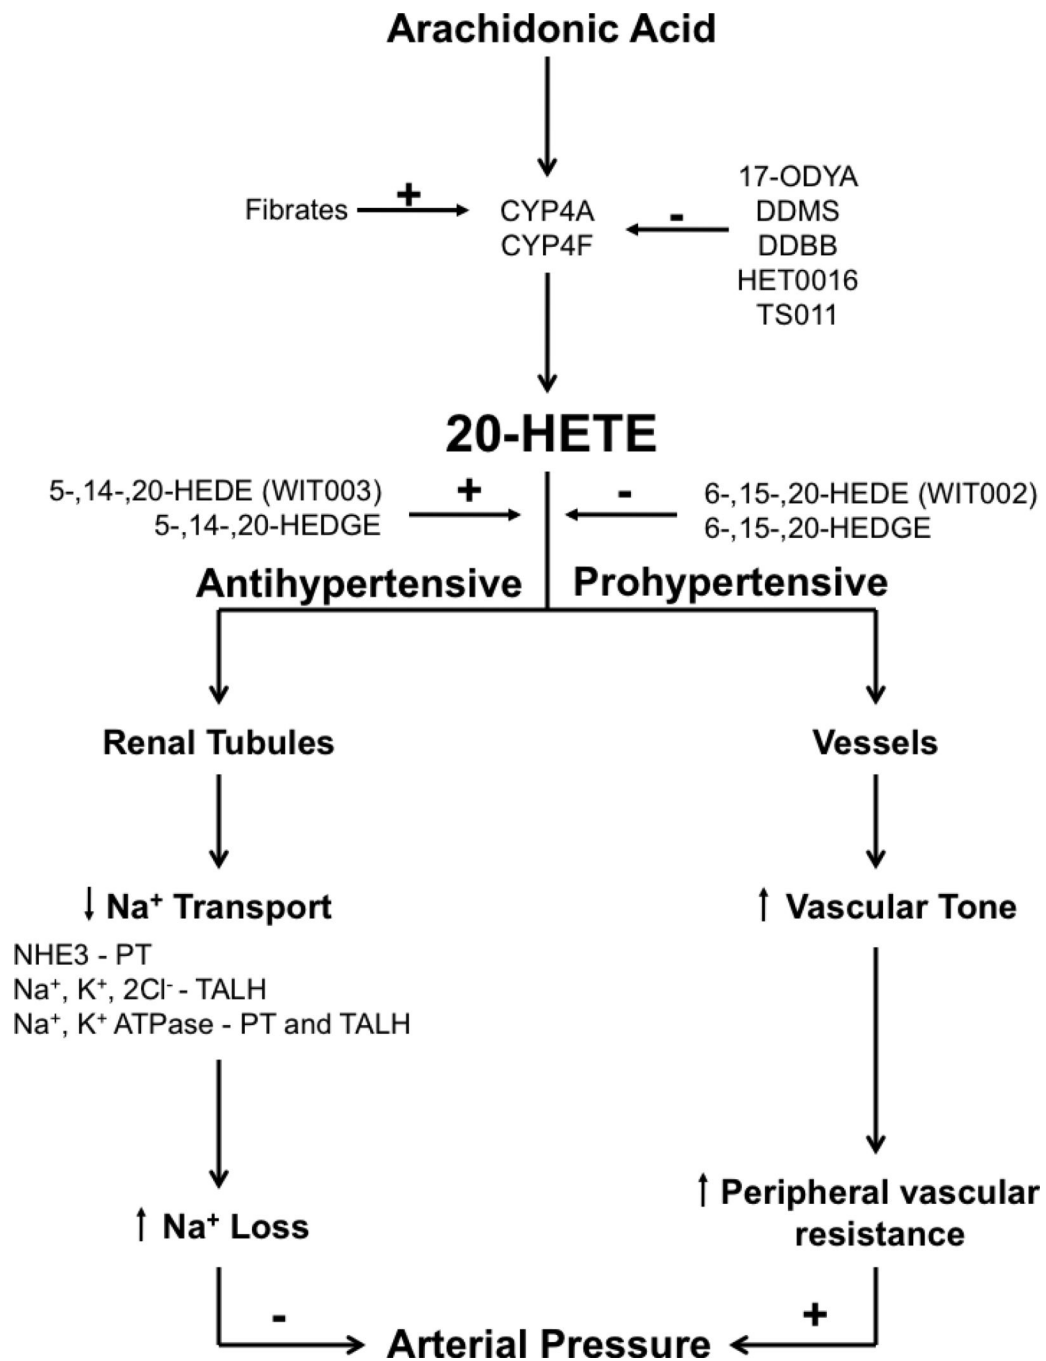 Arachidonic Acid
Fibrates
+
CYP4A
CYP4F
-
17-ODYA
DDMS
DDBB
HET0016
TS011
20-HETE
5-,14-,20-HEDE (WIT003)
5-,14-,20-HEDGE
+
-
6-,15-,20-HEDE (WIT002)
6-,15-,20-HEDGE
Antihypertensive
Prohypertensive
Renal Tubules
Vessels
↓ Na⁺ Transport
NHE3 - PT
Na⁺, K⁺, 2Cl⁻ - TALH
Na⁺, K⁺ ATPase - PT and TALH
↑ Vascular Tone
↑ Na⁺ Loss
↑ Peripheral vascular
resistance
-
+
Arterial Pressure